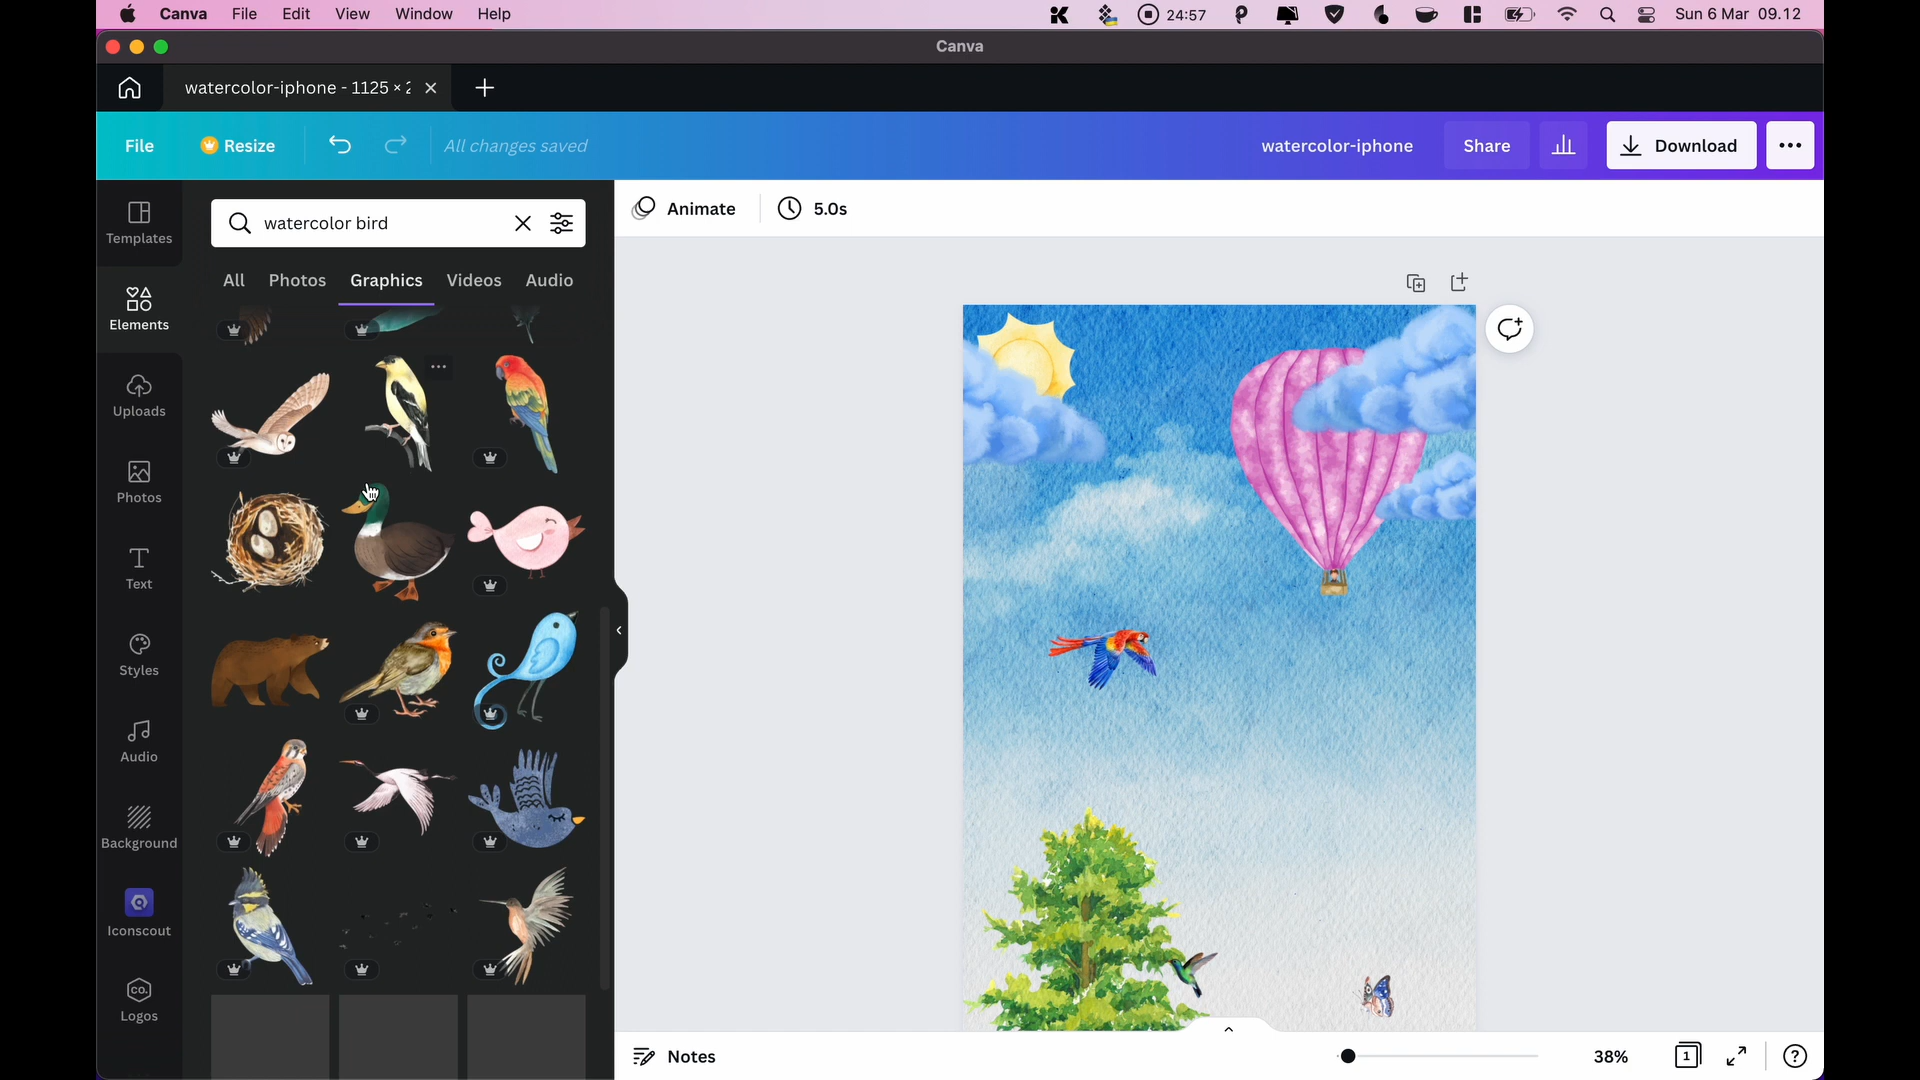 Canva File Edit View Window Help 24:57 Sun 6 Mar 09.12
Canva
watercolor-iphone - 1125 ×
File Resize All changes saved watercolor-iphone Share Download
Templates
Elements
Uploads
Photos
Text
Styles
Audio
Background
Iconscout
CO.
Logos
watercolor bird
All Photos Graphics Videos Audio
Animate 5.0s
Notes 38% 1